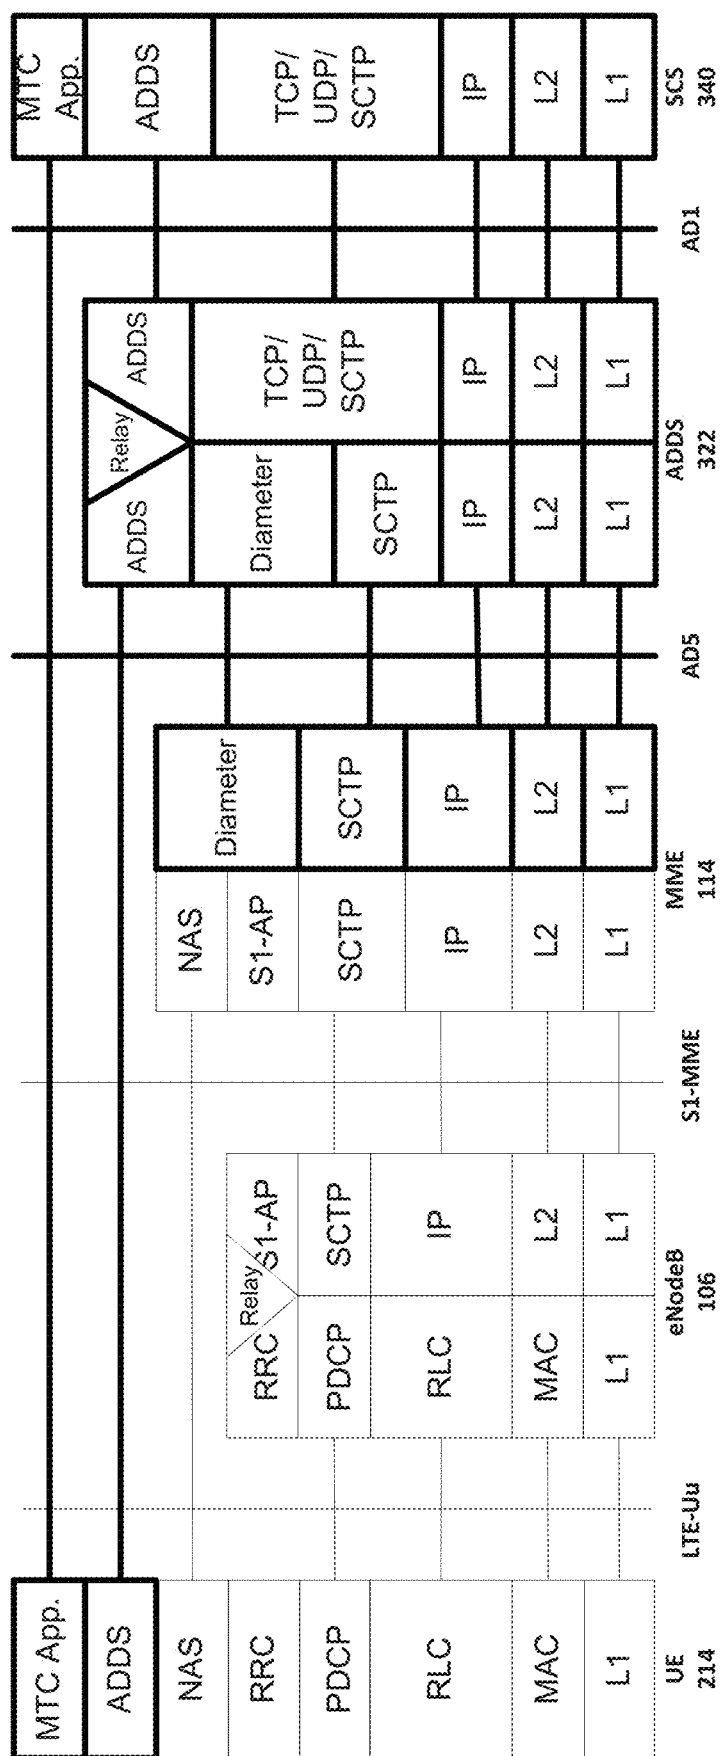 MTC App.
ADDS
NAS
RRC
PDCP
RLC
MAC
L1
UE
214
LTE-Uu
Relay
RRC
PDCP
RLC
MAC
L1
S1-AP
SCTP
IP
L2
L1
eNodeB
106
S1-MME
NAS
S1-AP
SCTP
IP
L2
L1
Diameter
SCTP
IP
L2
L1
MME
114
AD5
ADDS
Relay
ADDS
Diameter
SCTP
IP
L2
L1
TCP/
UDP/
SCTP
IP
L2
L1
ADDS
322
AD1
MTC
App.
ADDS
TCP/
UDP/
SCTP
IP
L2
L1
SCS
340